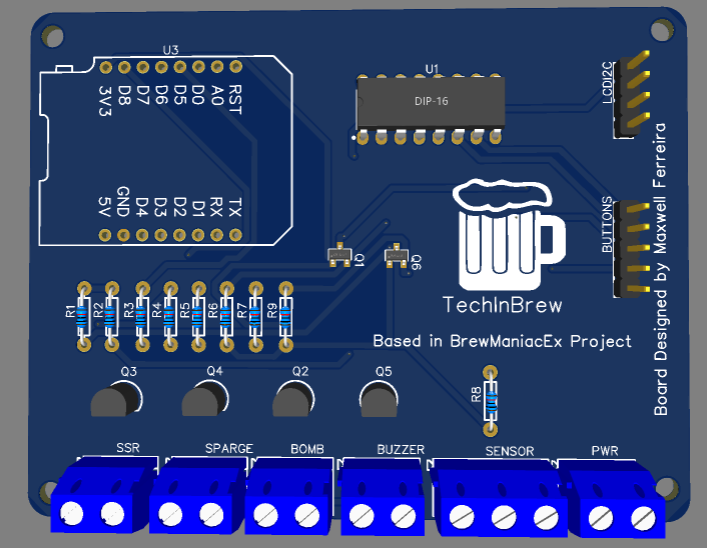 U3
U1
RST
A0
D0
D5
D6
D7
D8
3V3
TX
RX
D1
D2
D3
D4
GND
5V
DIP-16
LCDI2C
BUTTONS
Board Designed by Maxwell Ferreira
Q1
Q6
TechInBrew
Based in BrewManiacEx Project
R1
R2
R3
R4
R5
R6
R7
R9
Q3
Q4
Q2
Q5
R8
SSR
SPARGE
BOMB
BUZZER
SENSOR
PWR